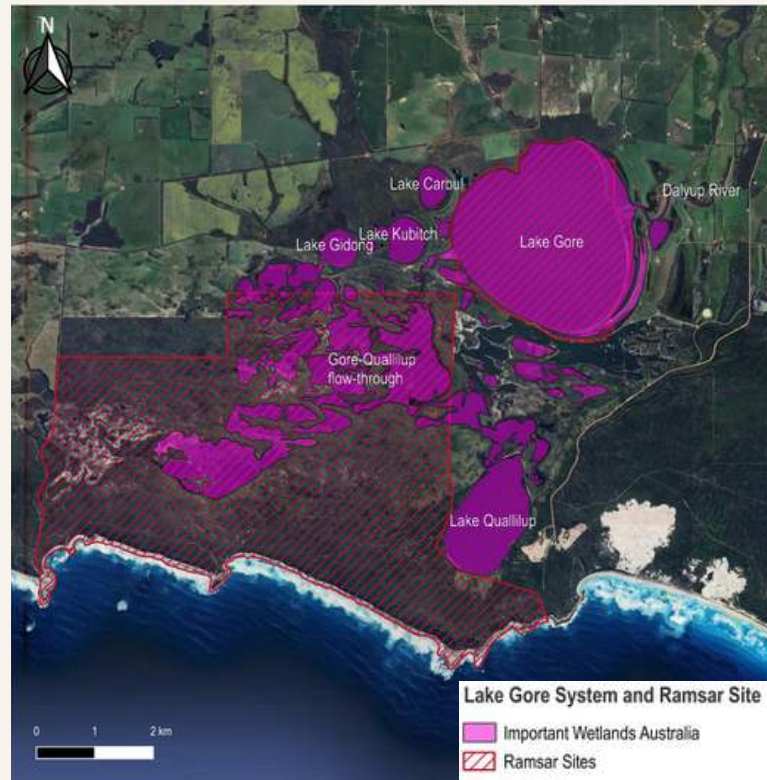 N
Lake Carbul
Dalyup River
Lake Kubitch
Lake Gidong
Lake Gore
Gore-Quallilup
flow-through
Lake Quallilup
0 1 2 km
Lake Gore System and Ramsar Site
Important Wetlands Australia
Ramsar Sites